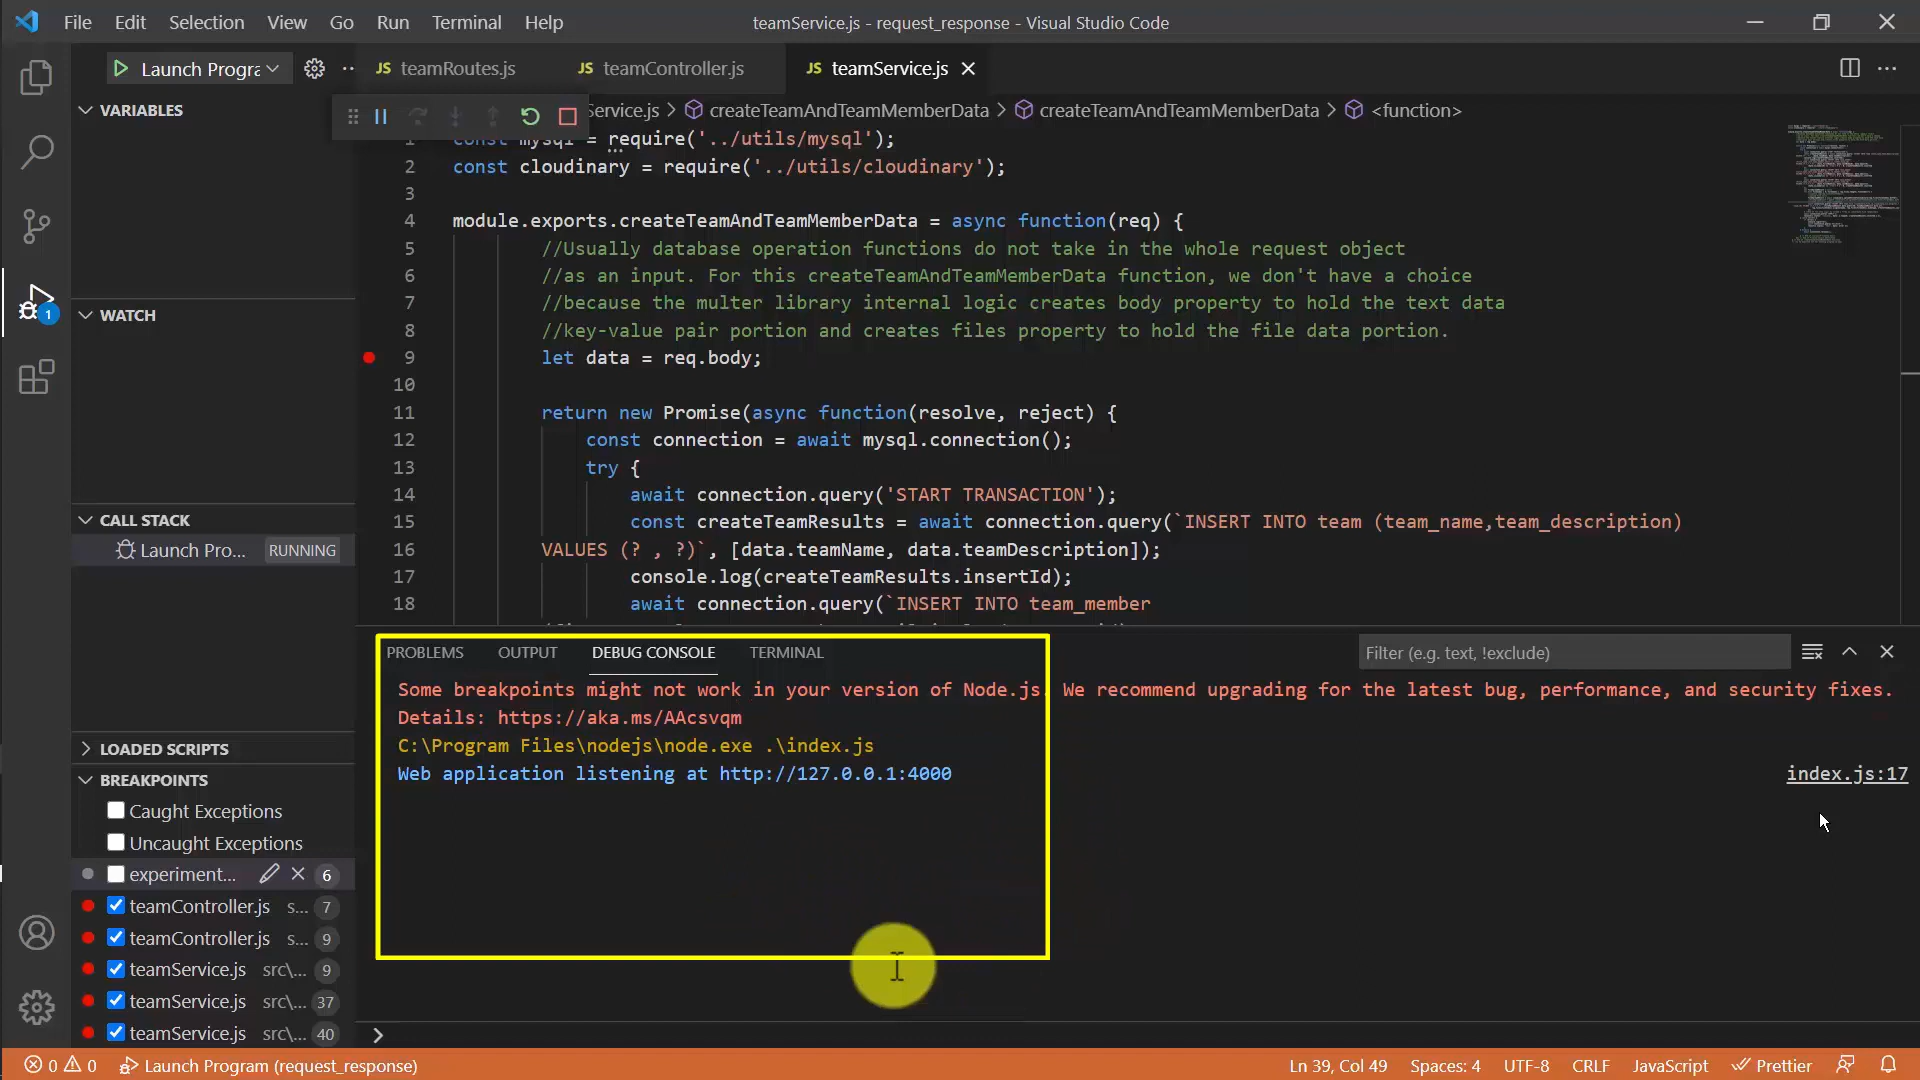 File Edit Selection View Go Run Terminal Help
teamService.js - request_response - Visual Studio Code
Launch Progra
JS teamRoutes.js
JS teamController.js
JS teamService.js
VARIABLES
Service.js > createTeamAndTeamMemberData > createTeamAndTeamMemberData > <function>
1 const mysql = require('../utils/mysql');
2 const cloudinary = require('../utils/cloudinary');
3
4 module.exports.createTeamAndTeamMemberData = async function(req) {
5 //Usually database operation functions do not take in the whole request object
6 //as an input. For this createTeamAndTeamMemberData function, we don't have a choice
7 //because the multer library internal logic creates body property to hold the text data
8 //key-value pair portion and creates files property to hold the file data portion.
9 let data = req.body;
10
11 return new Promise(async function(resolve, reject) {
12 const connection = await mysql.connection();
13 try {
14 await connection.query('START TRANSACTION');
15 const createTeamResults = await connection.query(`INSERT INTO team (team_name,team_description)
16 VALUES (? , ?)`, [data.teamName, data.teamDescription]);
17 console.log(createTeamResults.insertId);
18 await connection.query(`INSERT INTO team_member
WATCH
CALL STACK
Launch Pro... RUNNING
LOADED SCRIPTS
BREAKPOINTS
Caught Exceptions
Uncaught Exceptions
experiment... 6
teamController.js s... 7
teamController.js s... 9
teamService.js src\... 9
teamService.js src\... 37
teamService.js src\... 40
1
PROBLEMS OUTPUT DEBUG CONSOLE TERMINAL
Filter (e.g. text, !exclude)
Some breakpoints might not work in your version of Node.js. We recommend upgrading for the latest bug, performance, and security fixes.
Details: https://aka.ms/AAcsvqm
C:\Program Files\nodejs\node.exe .\index.js
Web application listening at http://127.0.0.1:4000
index.js:17
0 0 Launch Program (request_response)
Ln 39, Col 49 Spaces: 4 UTF-8 CRLF JavaScript Prettier